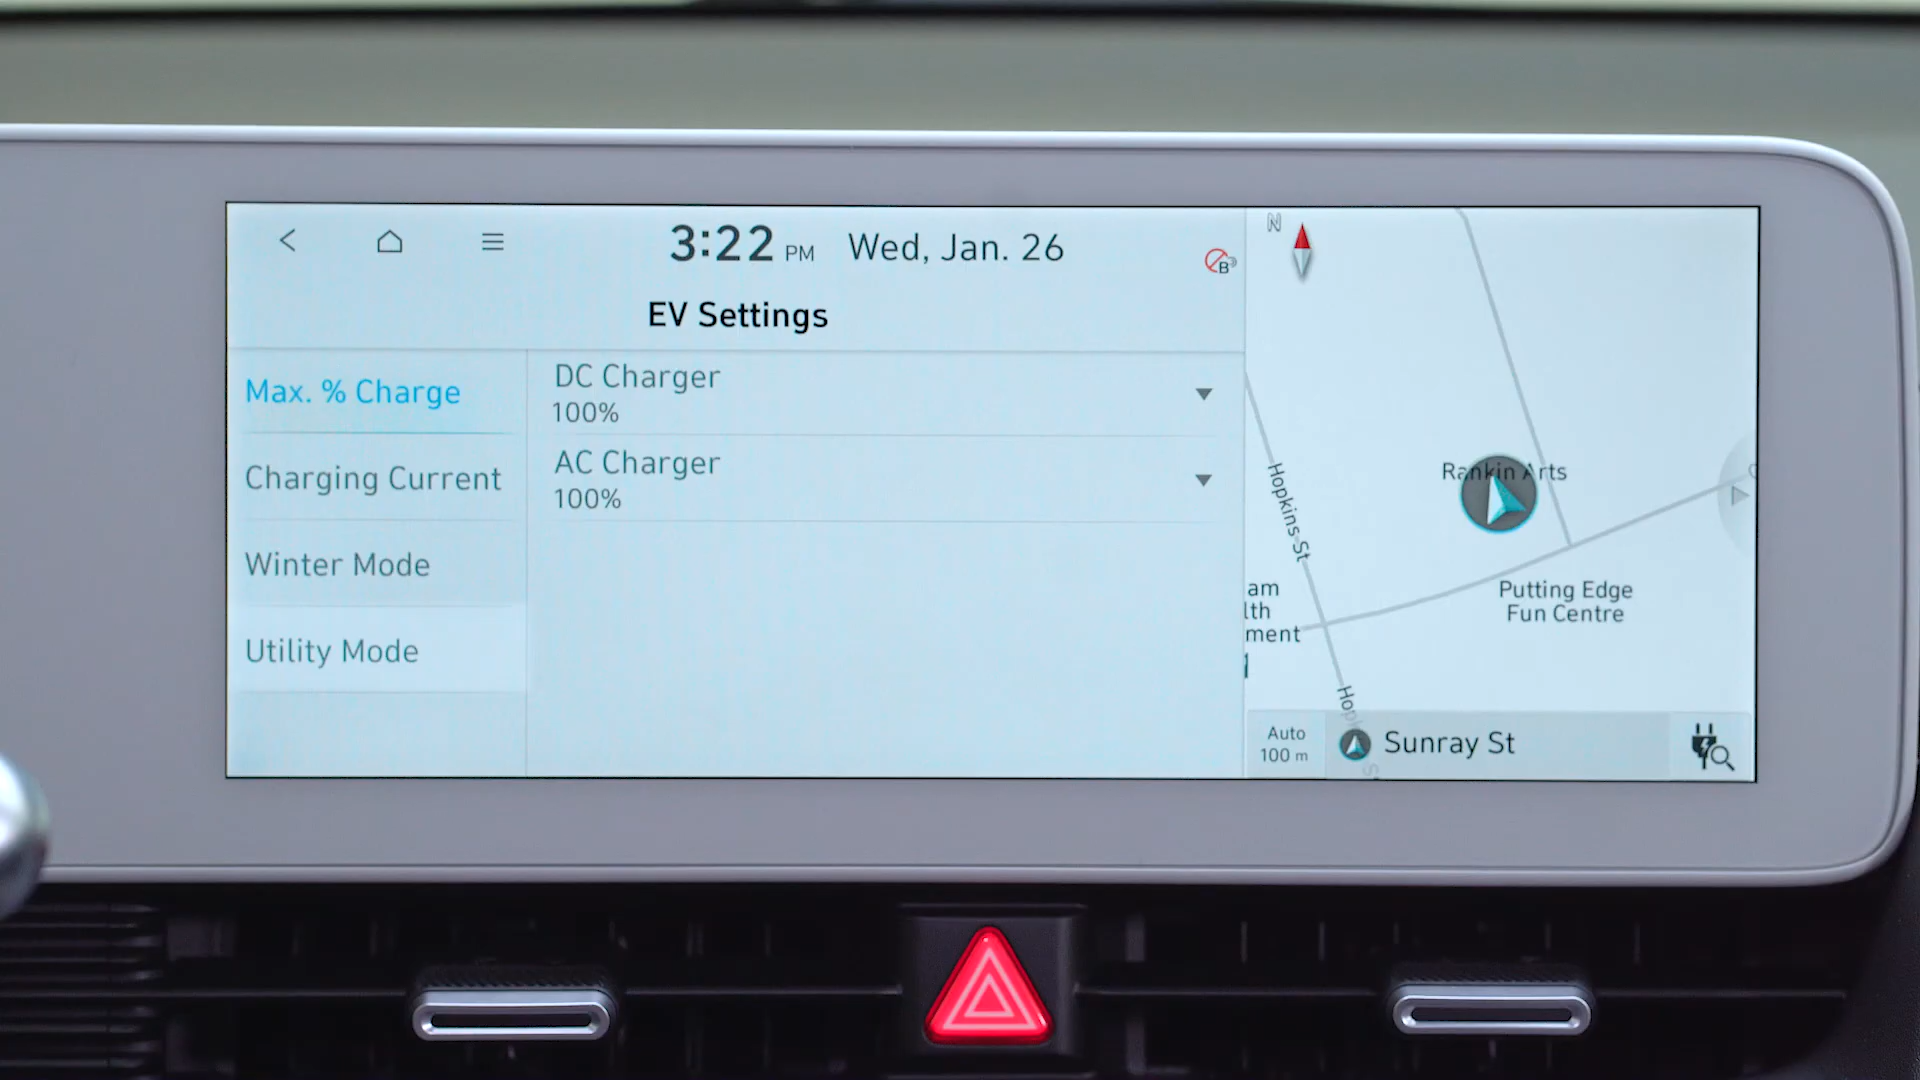 3:22 PM Wed, Jan. 26
B
EV Settings
Max. % Charge
Charging Current
Winter Mode
Utility Mode
DC Charger
100%
AC Charger
100%
N
Rankin Arts
Hopkins St
am
lth
ment
Putting Edge
Fun Centre
Auto
100 m
Sunray St